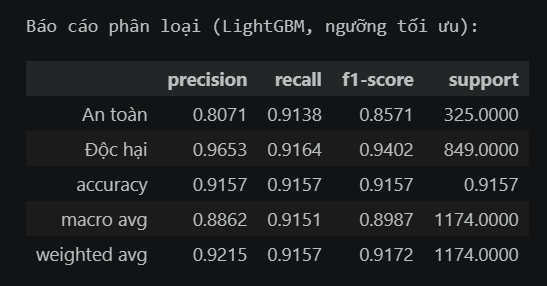 Báo cáo phân loại (LightGBM, ngưỡng tối ưu):
precision recall f1-score support
An toàn 0.8071 0.9138 0.8571 325.0000
Độc hại 0.9653 0.9164 0.9402 849.0000
accuracy 0.9157 0.9157 0.9157 0.9157
macro avg 0.8862 0.9151 0.8987 1174.0000
weighted avg 0.9215 0.9157 0.9172 1174.0000